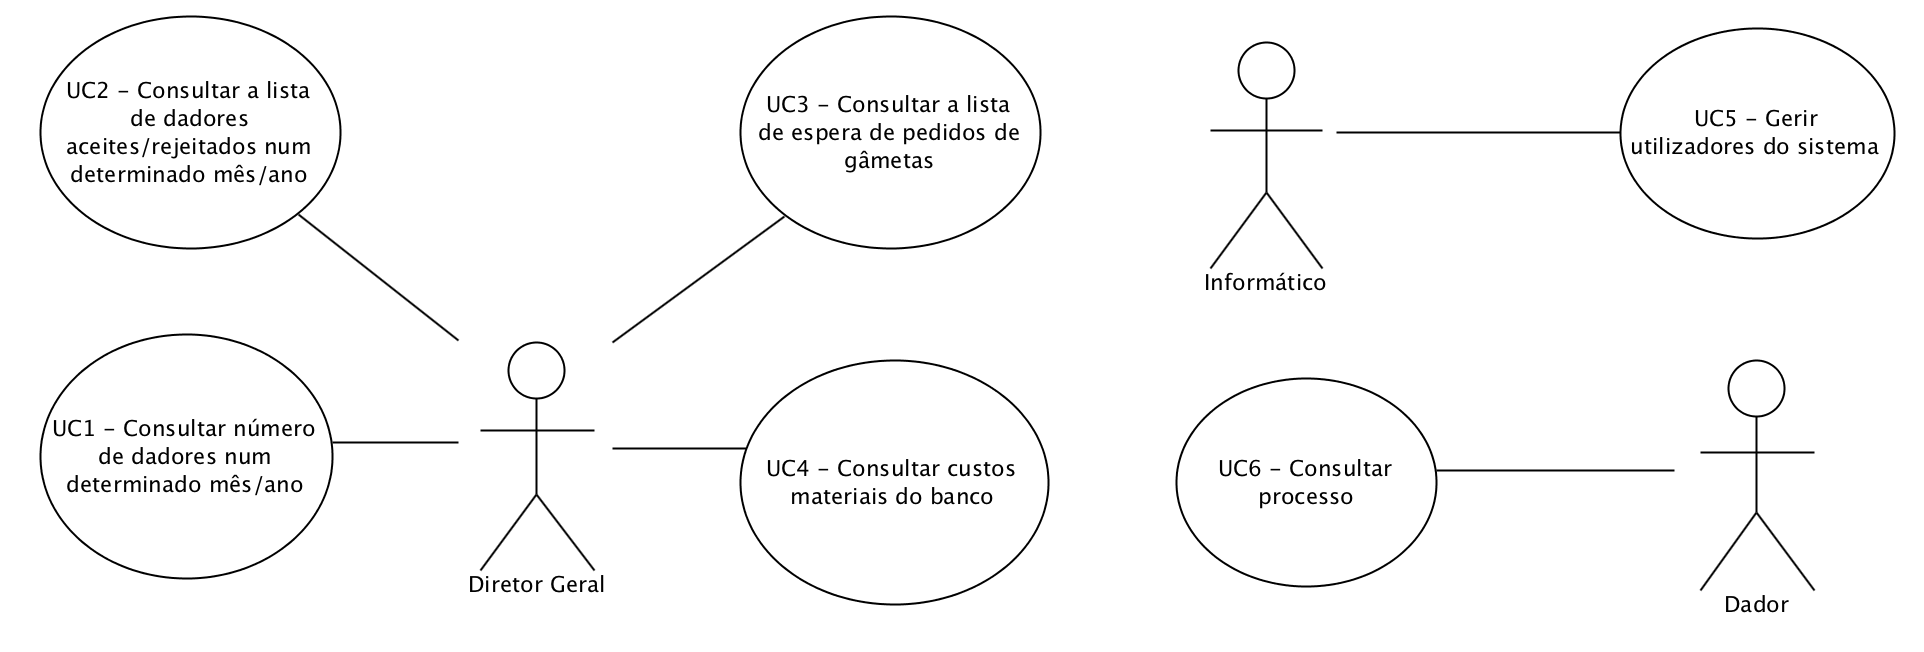 UC2 – Consultar a lista
de dadores
aceites/rejeitados num
determinado mês/ano
UC3 – Consultar a lista
de espera de pedidos de
gâmetas
UC5 – Gerir
utilizadores do sistema
Informático
UC1 – Consultar número
de dadores num
determinado mês/ano
Diretor Geral
UC4 – Consultar custos
materiais do banco
UC6 – Consultar
processo
Dador